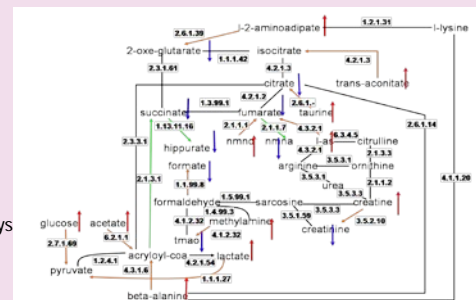 l-2-aminoadipate 1.2.1.31 l-lysine
2.6.1.39
2-oxe-glutarate 1.1.1.42 isocitrate
2.3.1.61 4.2.1.3 4.2.1.3
citrate trans-aconitate
4.2.1.2 2.6.1.-
succinate 1.3.99.1 fumarate taurine 2.6.1.14
1.13.11.16 2.1.1.1 2.1.1.7 4.3.2.1 6.3.4.5
2.3.3.1 hippurate nmnd nmna l-as citrulline 4.1.1.20
formate 4.3.2.1 2.1.3.3
arginine 3.5.3.1 ornithine
2.1.3.1 1.1.99.8 3.5.3.1 urea 2.1.1.2
1.5.99.1 3.5.3.3
formaldehyde sarcosine 3.5.3.3 creatine
1.4.99.3 3.5.1.59
glucose acetate 4.1.2.32 methylamine 3.5.2.10
6.2.1.1 tmao 4.1.2.32 creatinine
2.7.1.69 1.2.4.1 acryloyl-coa 4.2.1.54 lactate
pyruvate 4.3.1.6 1.1.1.27
beta-alanine
ys